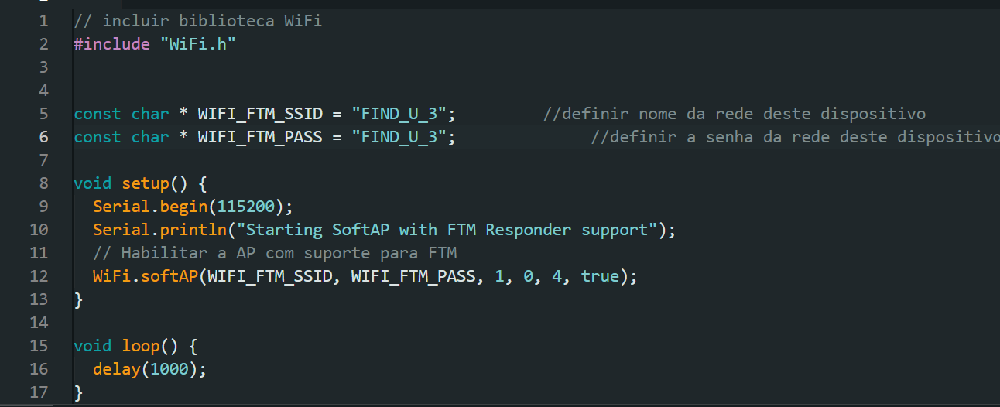 1 // incluir biblioteca WiFi
2 #include "WiFi.h"
3
4
5 const char * WIFI_FTM_SSID = "FIND_U_3"; //definir nome da rede deste dispositivo
6 const char * WIFI_FTM_PASS = "FIND_U_3"; //definir a senha da rede deste dispositivo
7
8 void setup() {
9 Serial.begin(115200);
10 Serial.println("Starting SoftAP with FTM Responder support");
11 // Habilitar a AP com suporte para FTM
12 WiFi.softAP(WIFI_FTM_SSID, WIFI_FTM_PASS, 1, 0, 4, true);
13 }
14
15 void loop() {
16 delay(1000);
17 }